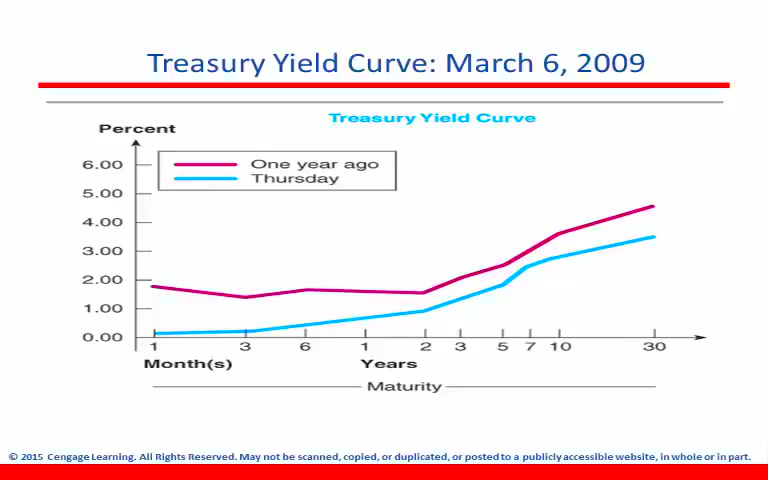 Treasury Yield Curve: March 6, 2009
Treasury Yield Curve
Percent
6.00
5.00
4.00
3.00
2.00
1.00
0.00
One year ago
Thursday
1 3 6 1 2 3 5 7 10 30
Month(s) Years
Maturity
© 2015 Cengage Learning. All Rights Reserved. May not be scanned, copied, or duplicated, or posted to a publicly accessible website, in whole or in part.